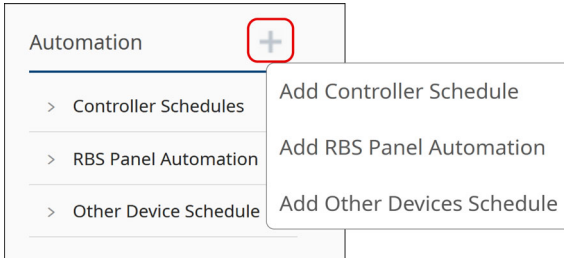 Automation
Controller Schedules
RBS Panel Automation
Other Device Schedule
Add Controller Schedule
Add RBS Panel Automation
Add Other Devices Schedule